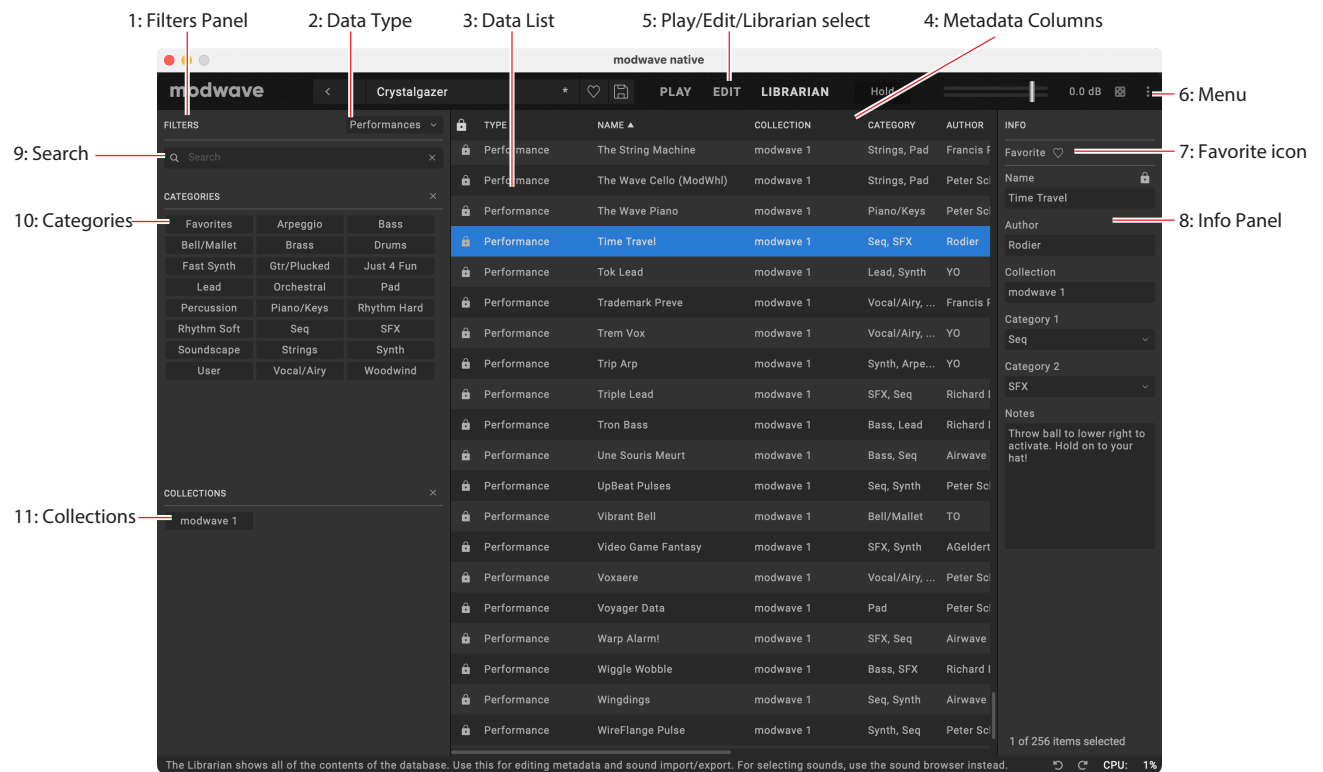 1: Filters Panel
2: Data Type
3: Data List
5: Play/Edit/Librarian select
4: Metadata Columns
modwave native
modwave
<
Crystalgazer
*
PLAY
EDIT
LIBRARIAN
Hold
0.0 dB
6: Menu
FILTERS
Performances
TYPE NAME COLLECTION CATEGORY AUTHOR
INFO
9: Search
Search
Performance The String Machine modwave 1 Strings, Pad Francis
Favorite
7: Favorite icon
Performance The Wave Cello (ModWhl) modwave 1 Strings, Pad Peter Sc
Name
Time Travel
CATEGORIES
10: Categories
Favorites Arpeggio Bass
Bell/Mallet Brass Drums
Fast Synth Gtr/Plucked Just 4 Fun
Lead Orchestral Pad
Percussion Piano/Keys Rhythm Hard
Rhythm Soft Seq SFX
Soundscape Strings Synth
User Vocal/Airy Woodwind
Performance The Wave Piano modwave 1 Piano/Keys Peter Sc
Performance Time Travel modwave 1 Seq, SFX Rodier
Performance Tok Lead modwave 1 Lead, Synth YO
Performance Trademark Preve modwave 1 Vocal/Airy, ... Francis
Performance Trem Vox modwave 1 Vocal/Airy, ... YO
Performance Trip Arp modwave 1 Synth, Arpe... YO
Performance Triple Lead modwave 1 SFX, Seq Richard
Performance Tron Bass modwave 1 Bass, Lead Richard
Performance Une Souris Meurt modwave 1 Bass, Seq Airwave
Performance UpBeat Pulses modwave 1 Seq, Synth Peter Sc
Performance Vibrant Bell modwave 1 Bell/Mallet TO
Performance Video Game Fantasy modwave 1 SFX, Synth AGeldert
Performance Voxaere modwave 1 Vocal/Airy, ... Peter Sc
Performance Voyager Data modwave 1 Pad Peter Sc
Performance Warp Alarm! modwave 1 SFX, Seq Airwave
Performance Wiggle Wobble modwave 1 Bass, SFX Richard
Performance Wingdings modwave 1 Seq, Synth Airwave
Performance WireFlange Pulse modwave 1 Synth, Seq Peter Sc
COLLECTIONS
11: Collections
modwave 1
8: Info Panel
Author
Rodier
Collection
modwave 1
Category 1
Seq
Category 2
SFX
Notes
Throw ball to lower right to
activate. Hold on to your
hat!
1 of 256 items selected
The Librarian shows all of the contents of the database. Use this for editing metadata and sound import/export. For selecting sounds, use the sound browser instead.
CPU: 1%